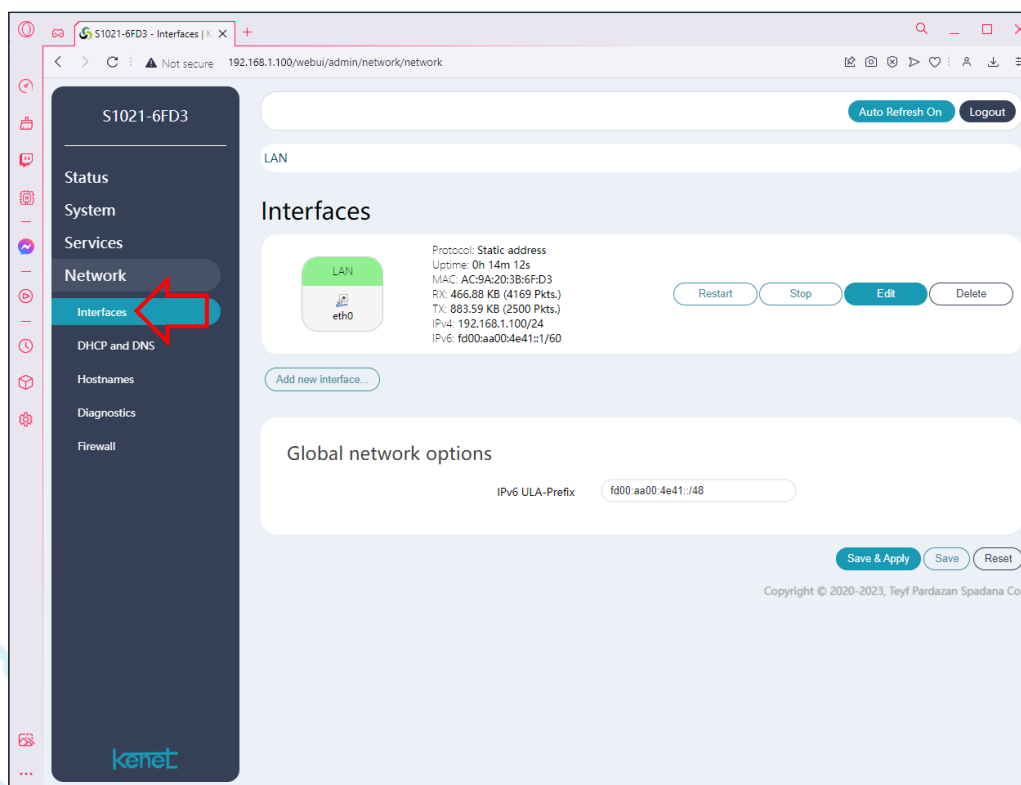 S1021-6FD3 - Interfaces | K
Not secure 192.168.1.100/webui/admin/network/network
S1021-6FD3
Auto Refresh On
Logout
LAN
Status
System
Services
Network
Interfaces
DHCP and DNS
Hostnames
Diagnostics
Firewall
Interfaces
LAN
eth0
Protocol: Static address
Uptime: 0h 14m 12s
MAC: AC:9A:20:3B:6F:D3
RX: 466.88 KB (4169 Pkts.)
TX: 883.59 KB (2500 Pkts.)
IPv4: 192.168.1.100/24
IPv6: fd00:aa00:4e41::1/60
Restart
Stop
Edit
Delete
Add new interface...
Global network options
IPv6 ULA-Prefix
fd00:aa00:4e41::/48
Save & Apply
Save
Reset
Copyright © 2020-2023, Teyf Pardazan Spadana Co
kenet